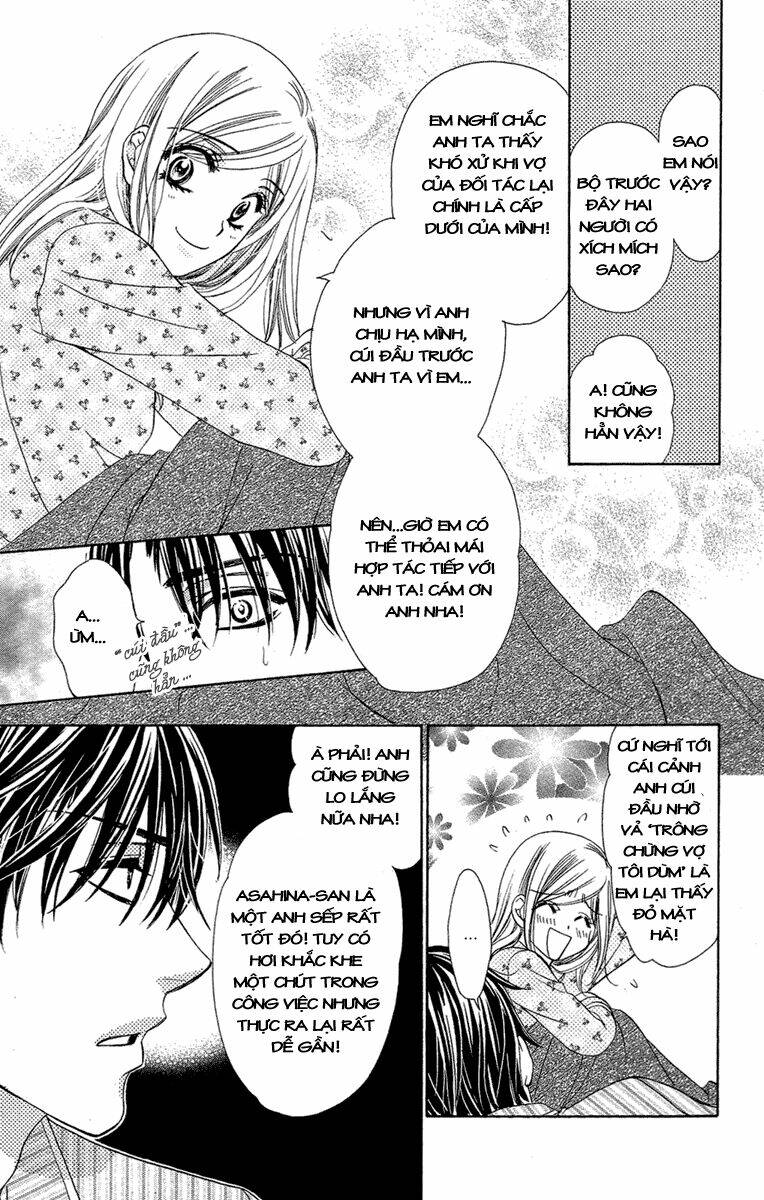 SAO
EM NÓI
VẬY?
BỘ TRƯỚC
ĐÂY HAI
NGƯỜI CÓ
XÍCH MÍCH
SAO?
A! CŨNG
KHÔNG
HẲN VẬY!
EM NGHĨ CHẮC
ANH TA THẤY
KHÓ XỬ KHI VỢ
CỦA ĐỐI TÁC LẠI
CHÍNH LÀ CẤP
DƯỚI CỦA MÌNH!
NHƯNG VÌ ANH
CHỊU HẠ MÌNH,
CÚI ĐẦU TRƯỚC
ANH TA VÌ EM...
NÊN...GIỜ EM CÓ
THỂ THỎAI MÁI
HỢP TÁC TIẾP VỚI
ANH TA! CÁM ƠN
ANH NHA!
A...
ỪM...
"cúi đầu"...
cũng không
hẳn...
CỨ NGHĨ TỚI
CÁI CẢNH
ANH CÚI
ĐẦU NHỜ
VẢ 'TRÔNG
CHỪNG VỢ
TÔI DÙM' LÀ
EM LẠI THẤY
ĐỎ MẶT
HÀ!
...
À PHẢI! ANH
CŨNG ĐỪNG
LO LẮNG
NỮA NHA!
ASAHINA-SAN LÀ
MỘT ANH SẾP RẤT
TỐT ĐÓ! TUY CÓ
HƠI KHẮC KHE
MỘT CHÚT TRONG
CÔNG VIỆC NHƯNG
THỰC RA LẠI RẤT
DỄ GẦN!